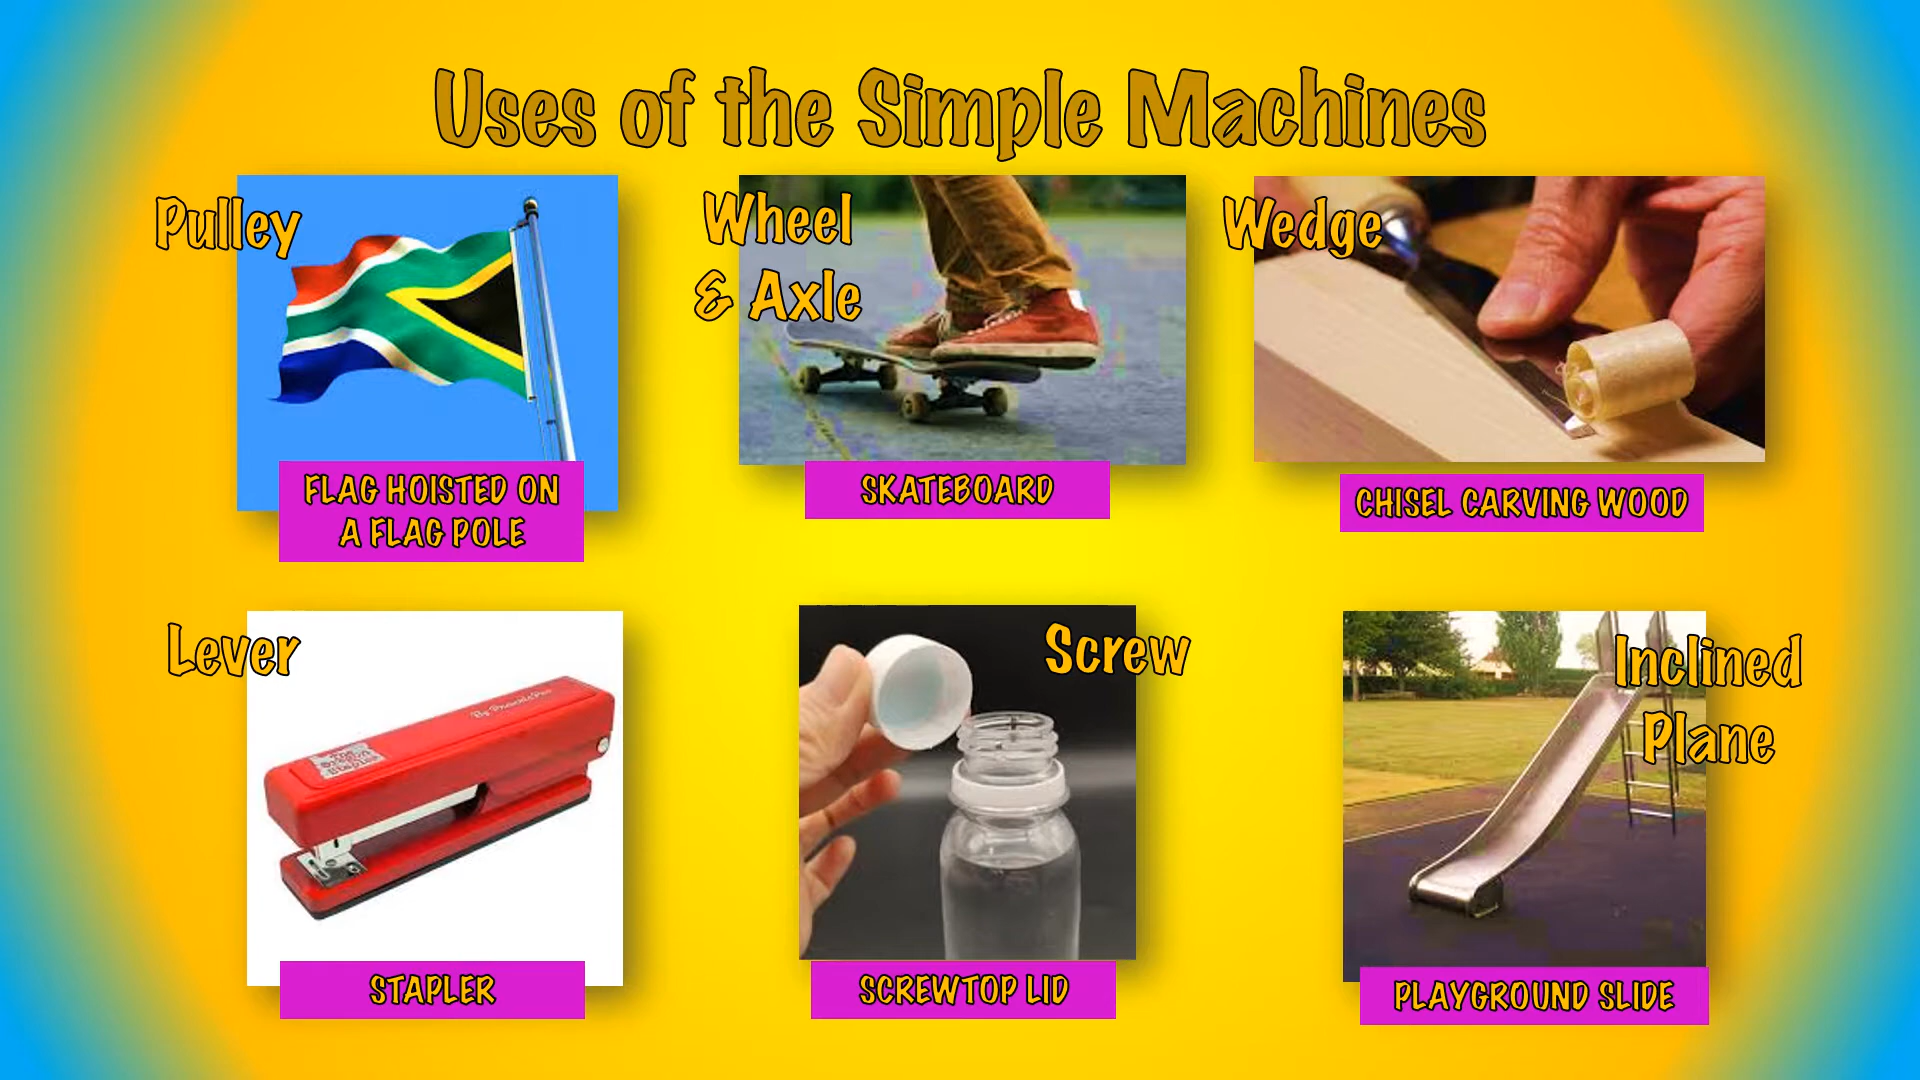 Uses of the Simple Machines
Pulley
FLAG HOISTED ON
A FLAG POLE
Wheel
& Axle
SKATEBOARD
Wedge
CHISEL CARVING WOOD
Lever
STAPLER
Screw
SCREWTOP LID
Inclined
Plane
PLAYGROUND SLIDE